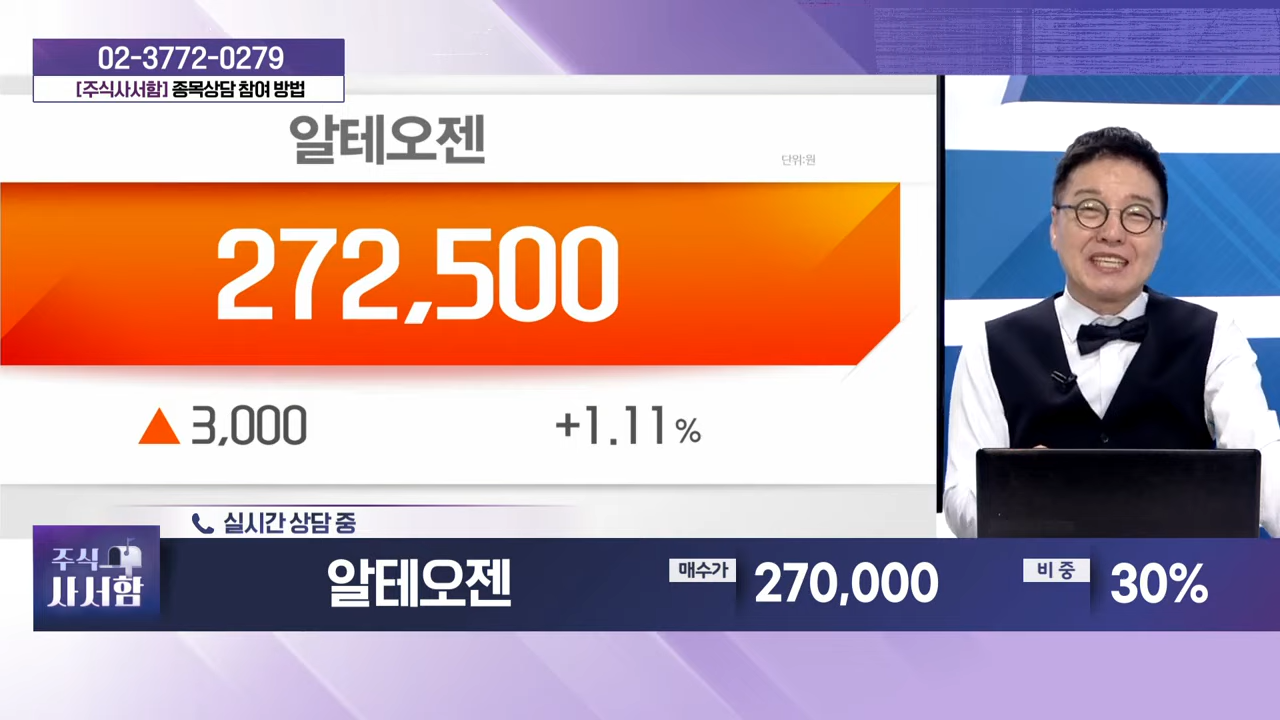 02-3772-0279
[주식사서함] 종목상담 참여 방법
알테오젠
단위:원
272,500
▲ 3,000 +1.11%
실시간 상담 중
주식
사서함
알테오젠 매수가 270,000 비중 30%